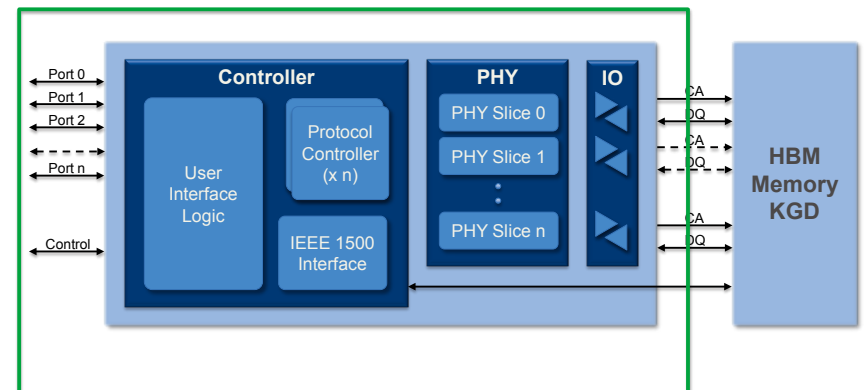 Port 0
Port 1
Port 2
Port n
Control
Controller
User
Interface
Logic
Protocol
Controller
(x n)
IEEE 1500
Interface
PHY
PHY Slice 0
PHY Slice 1
PHY Slice n
IO
CA
DQ
CA
DQ
CA
DQ
HBM
Memory
KGD